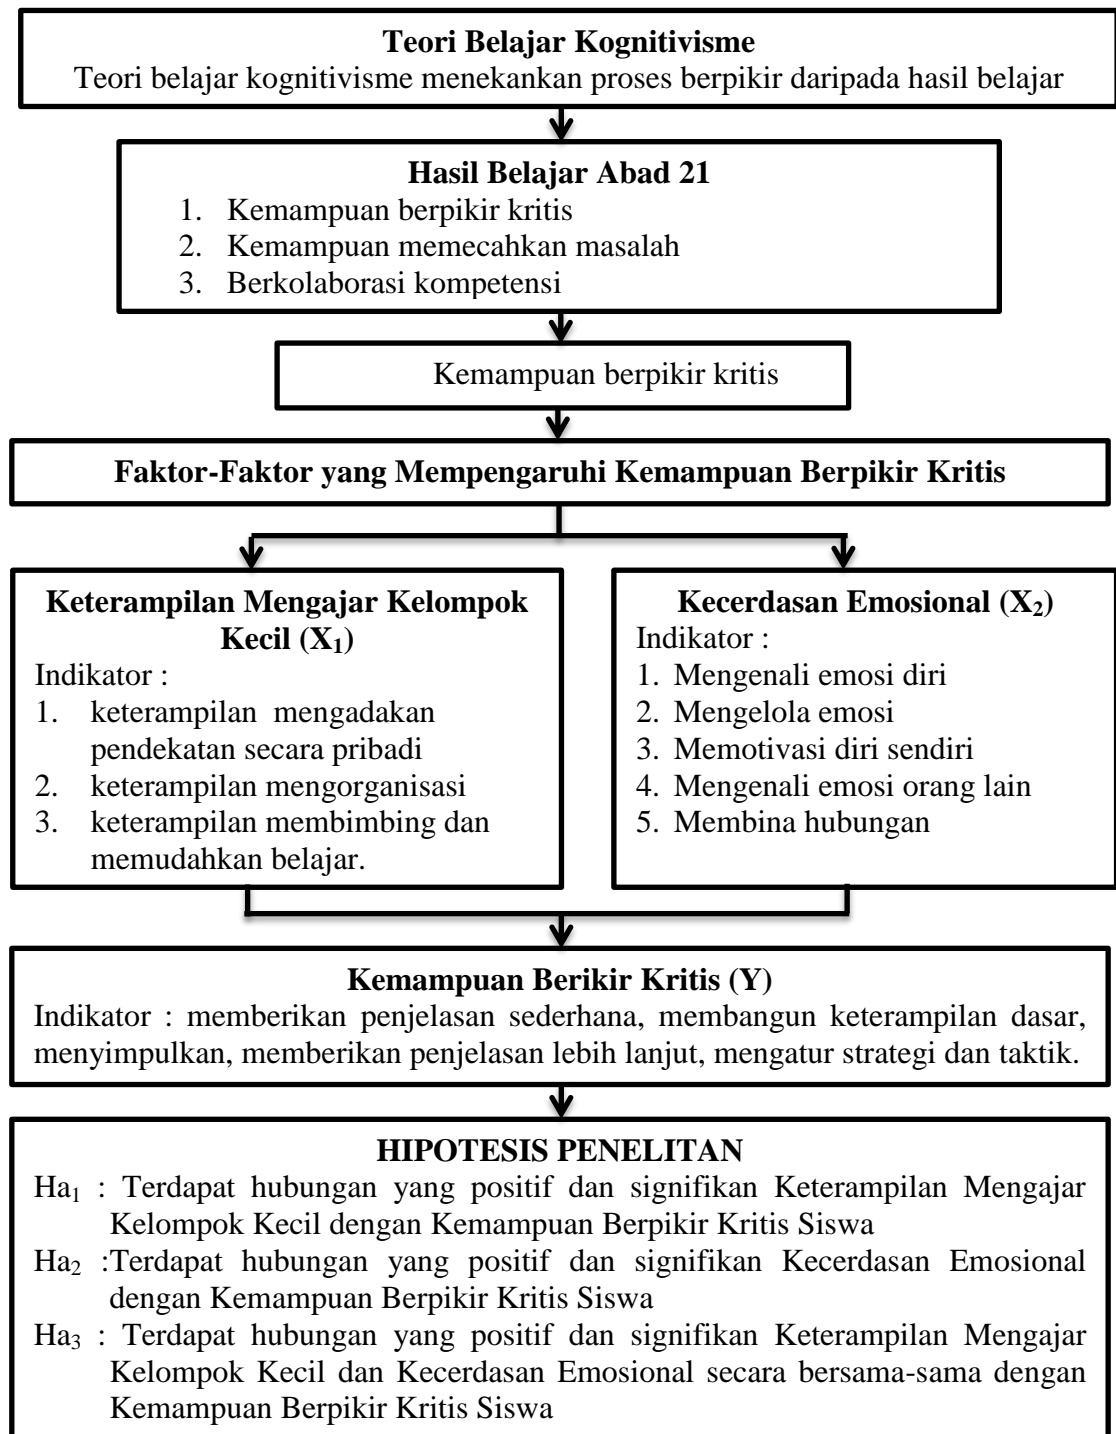 Teori Belajar Kognitivisme
Teori belajar kognitivisme menekankan proses berpikir daripada hasil belajar
Hasil Belajar Abad 21
1. Kemampuan berpikir kritis
2. Kemampuan memecahkan masalah
3. Berkolaborasi kompetensi
Kemampuan berpikir kritis
Faktor-Faktor yang Mempengaruhi Kemampuan Berpikir Kritis
Keterampilan Mengajar Kelompok
Kecil (X₁)
Indikator :
1. keterampilan mengadakan
pendekatan secara pribadi
2. keterampilan mengorganisasi
3. keterampilan membimbing dan
memudahkan belajar.
Kecerdasan Emosional (X₂)
Indikator :
1. Mengenali emosi diri
2. Mengelola emosi
3. Memotivasi diri sendiri
4. Mengenali emosi orang lain
5. Membina hubungan
Kemampuan Berikir Kritis (Y)
Indikator : memberikan penjelasan sederhana, membangun keterampilan dasar,
menyimpulkan, memberikan penjelasan lebih lanjut, mengatur strategi dan taktik.
HIPOTESIS PENELITAN
Ha₁ : Terdapat hubungan yang positif dan signifikan Keterampilan Mengajar
Kelompok Kecil dengan Kemampuan Berpikir Kritis Siswa
Ha₂ :Terdapat hubungan yang positif dan signifikan Kecerdasan Emosional
dengan Kemampuan Berpikir Kritis Siswa
Ha₃ : Terdapat hubungan yang positif dan signifikan Keterampilan Mengajar
Kelompok Kecil dan Kecerdasan Emosional secara bersama-sama dengan
Kemampuan Berpikir Kritis Siswa